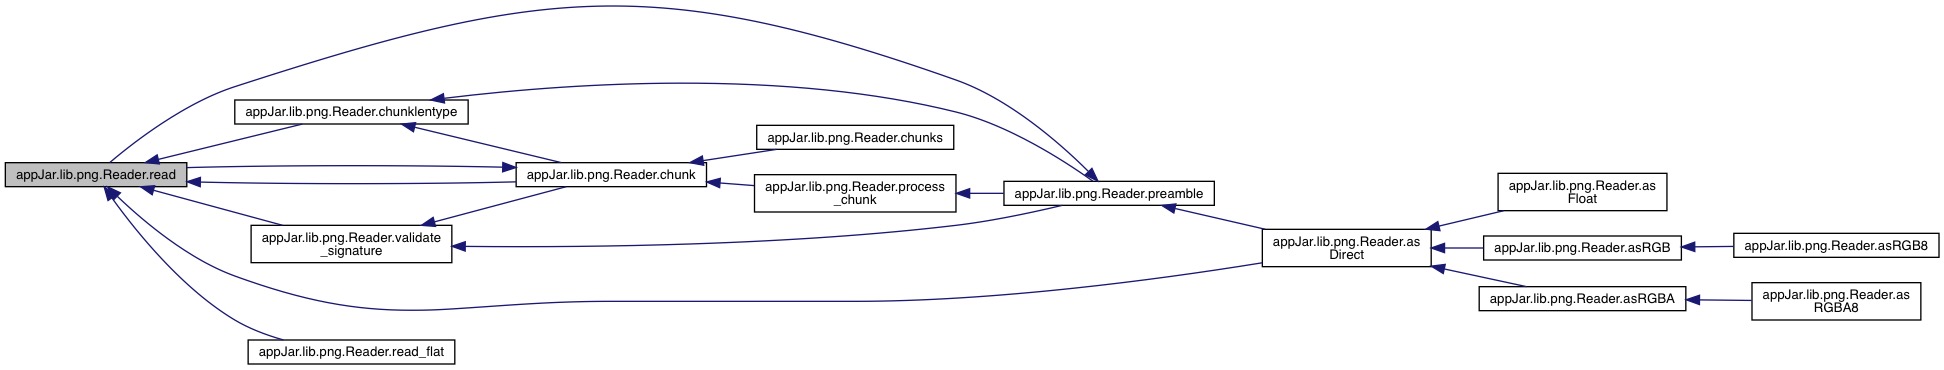 appJar.lib.png.Reader.read
appJar.lib.png.Reader.chunklentype
appJar.lib.png.Reader.validate
_signature
appJar.lib.png.Reader.read_flat
appJar.lib.png.Reader.chunk
appJar.lib.png.Reader.chunks
appJar.lib.png.Reader.process
_chunk
appJar.lib.png.Reader.preamble
appJar.lib.png.Reader.as
Direct
appJar.lib.png.Reader.as
Float
appJar.lib.png.Reader.asRGB
appJar.lib.png.Reader.asRGBA
appJar.lib.png.Reader.asRGB8
appJar.lib.png.Reader.as
RGBA8